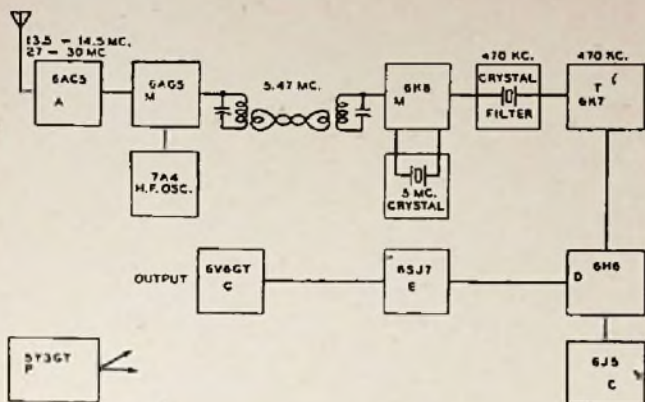 13.5 – 14.5 MC,
27 – 30 MC
6AC5
A
6AG5
M
7A4
H.F. OSC.
5.47 MC.
6K8
M
5 MC.
CRYSTAL
470 KC.
CRYSTAL
FILTER
470 KC.
T
6K7
OUTPUT
6V6GT
C
6SJ7
E
6H6
D
6J5
C
5Y3GT
P